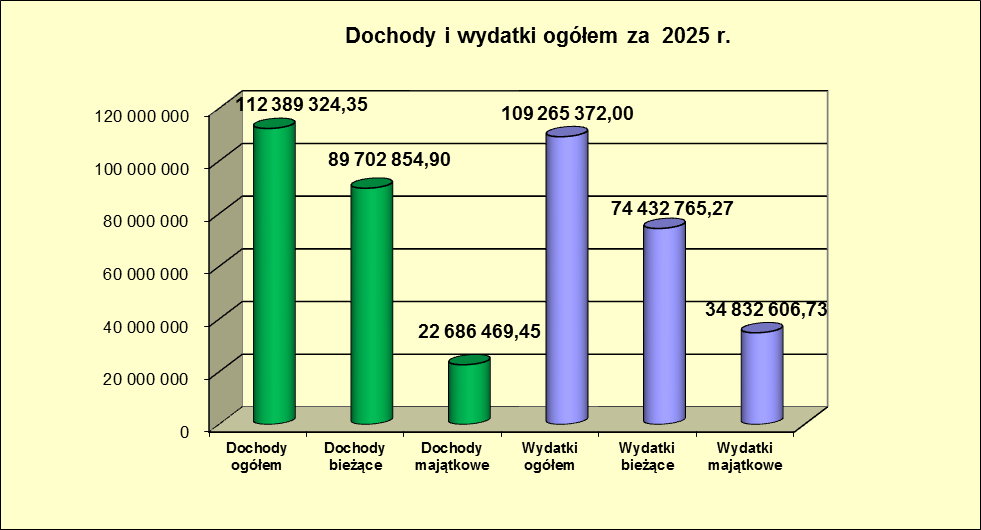 Dochody i wydatki ogółem za 2025 r.
112 389 324,35
109 265 372,00
89 702 854,90
74 432 765,27
34 832 606,73
22 686 469,45
120 000 000
100 000 000
80 000 000
60 000 000
40 000 000
20 000 000
0
Dochody
ogółem
Dochody
bieżące
Dochody
majątkowe
Wydatki
ogółem
Wydatki
bieżące
Wydatki
majątkowe